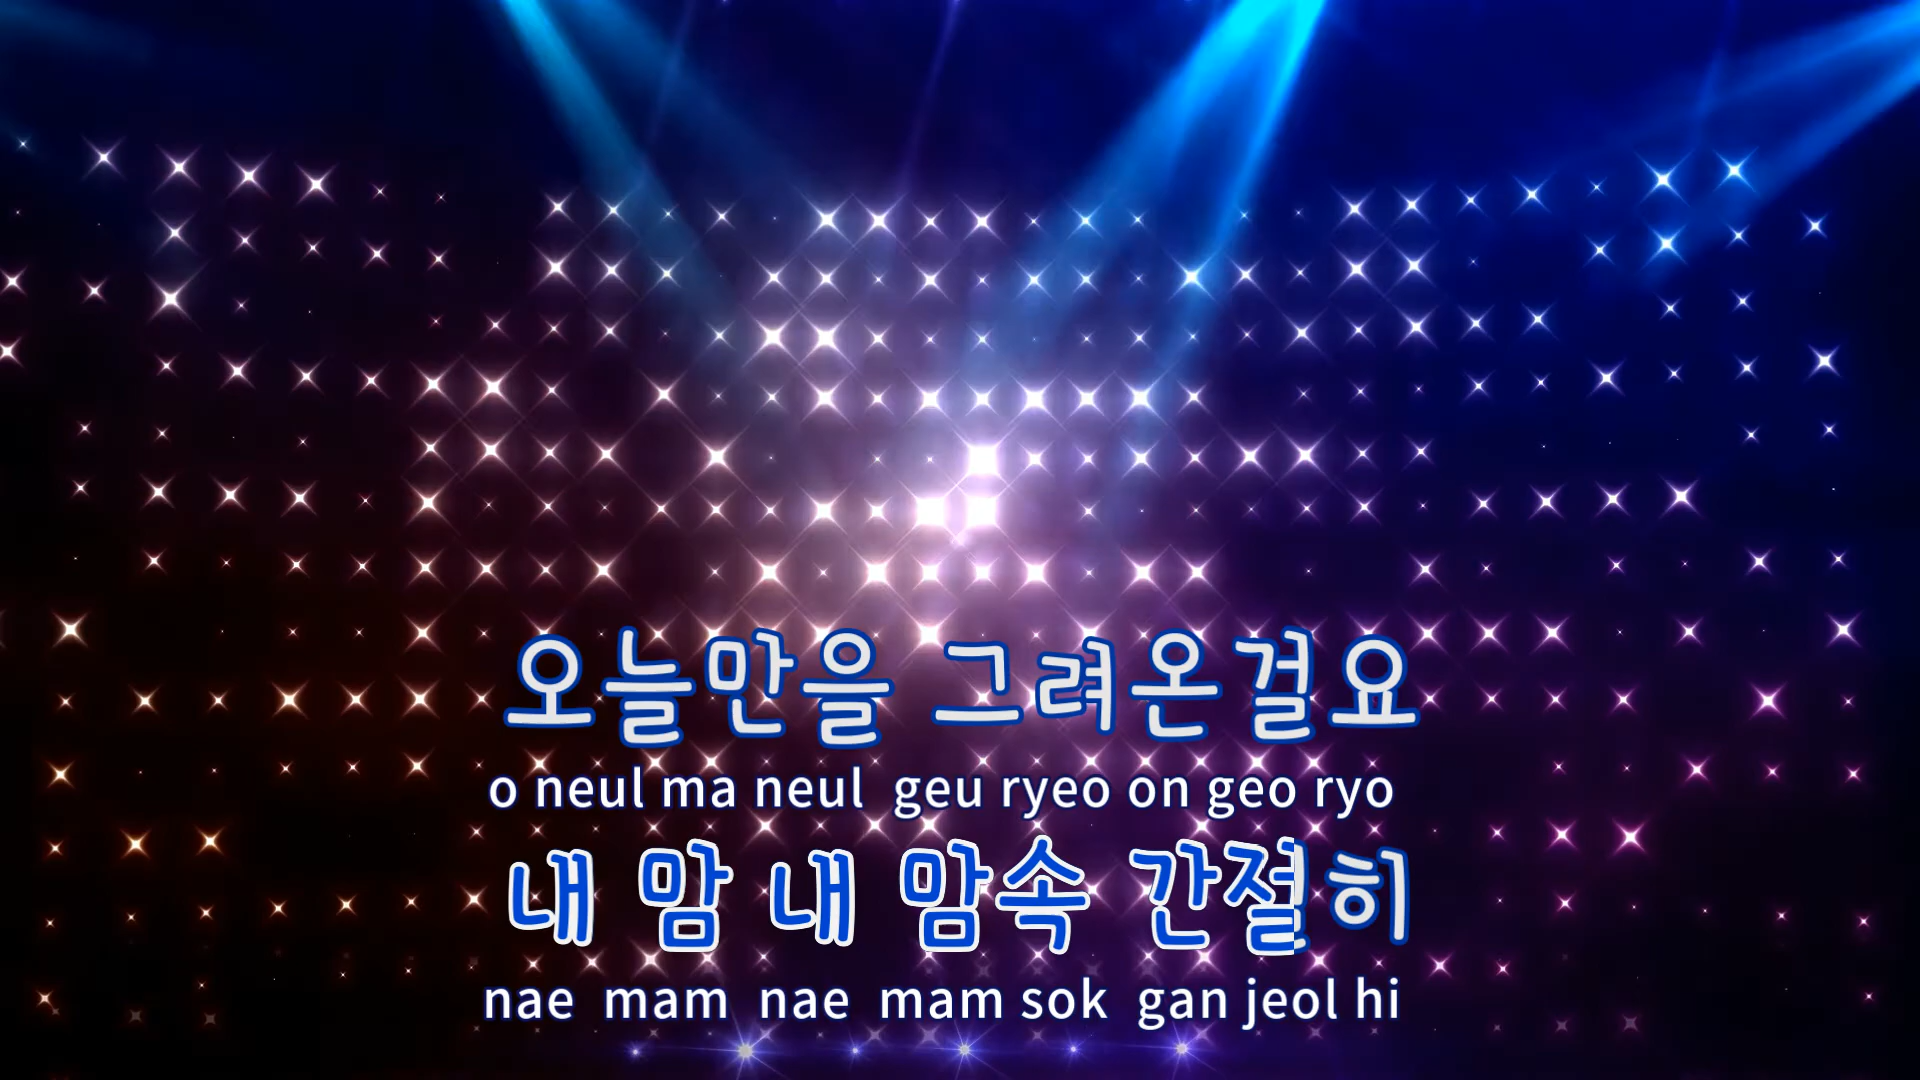 오늘만을 그려온걸요
o neul ma neul geu ryeo on geo ryo
내 맘 내 맘속 간절히
nae mam nae mam sok gan jeol hi